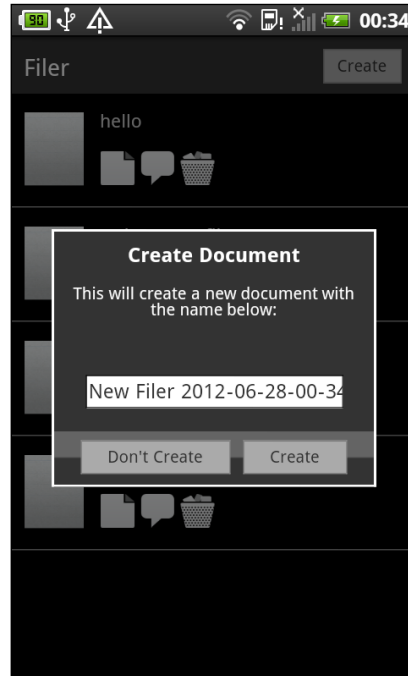 90
00:34
Filer
Create
hello
Create Document
This will create a new document with
the name below:
New Filer 2012-06-28-00-34
Don't Create
Create